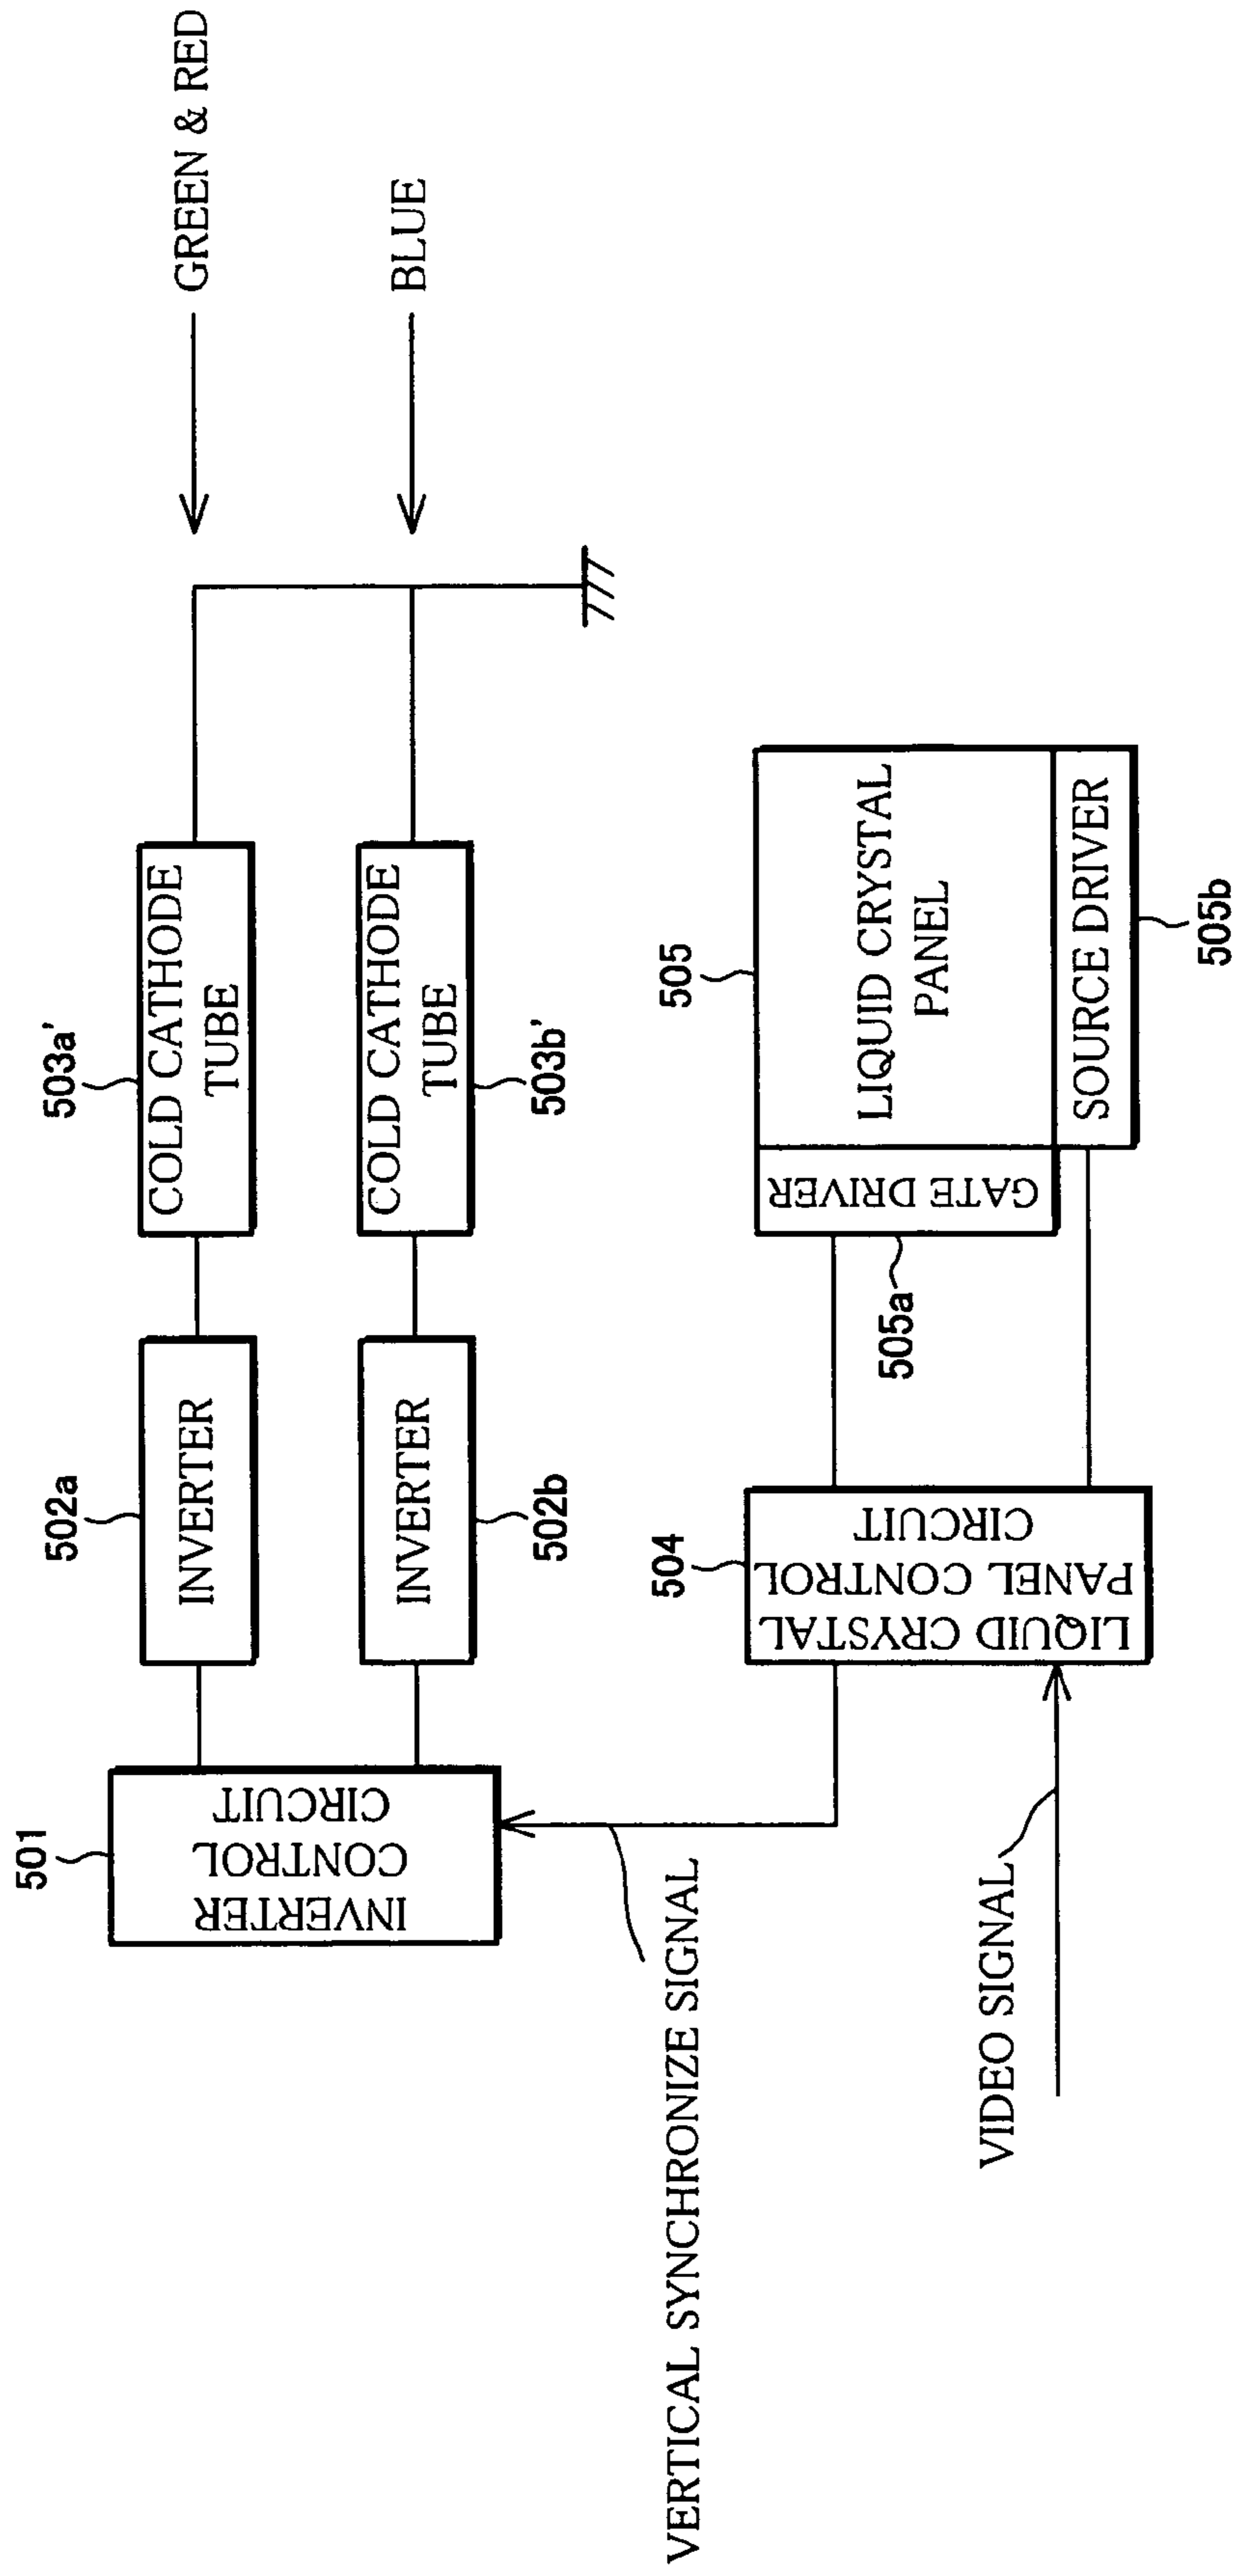 501
INVERTER
CONTROL
CIRCUIT
502a
INVERTER
503a'
COLD CATHODE
TUBE
GREEN & RED
INVERTER
502b
COLD CATHODE
TUBE
503b'
BLUE
VERTICAL SYNCHRONIZE SIGNAL
VIDEO SIGNAL
504
LIQUID CRYSTAL
PANEL CONTROL
CIRCUIT
505
LIQUID CRYSTAL
PANEL
GATE DRIVER
505a
SOURCE DRIVER
505b